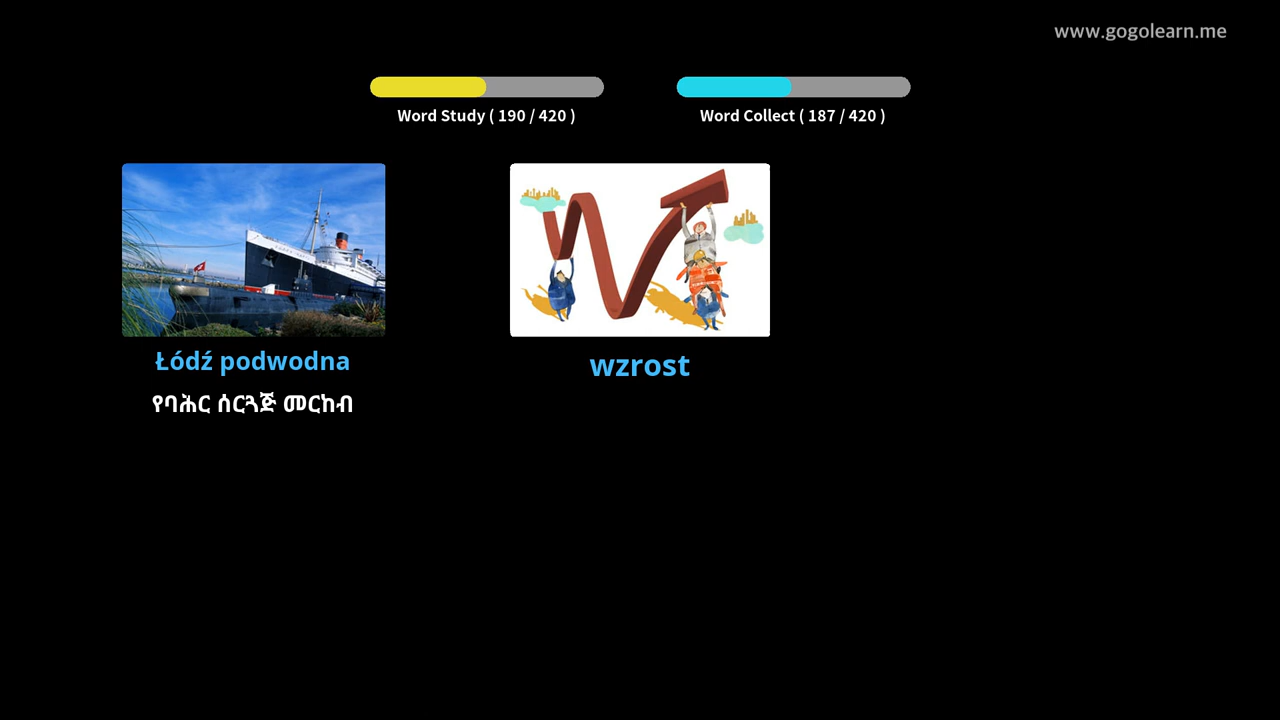 www.gogolearn.me
Word Study ( 190 / 420 )
Word Collect ( 187 / 420 )
Łódź podwodna
የባሕር ሰርጓጅ መርከብ
wzrost